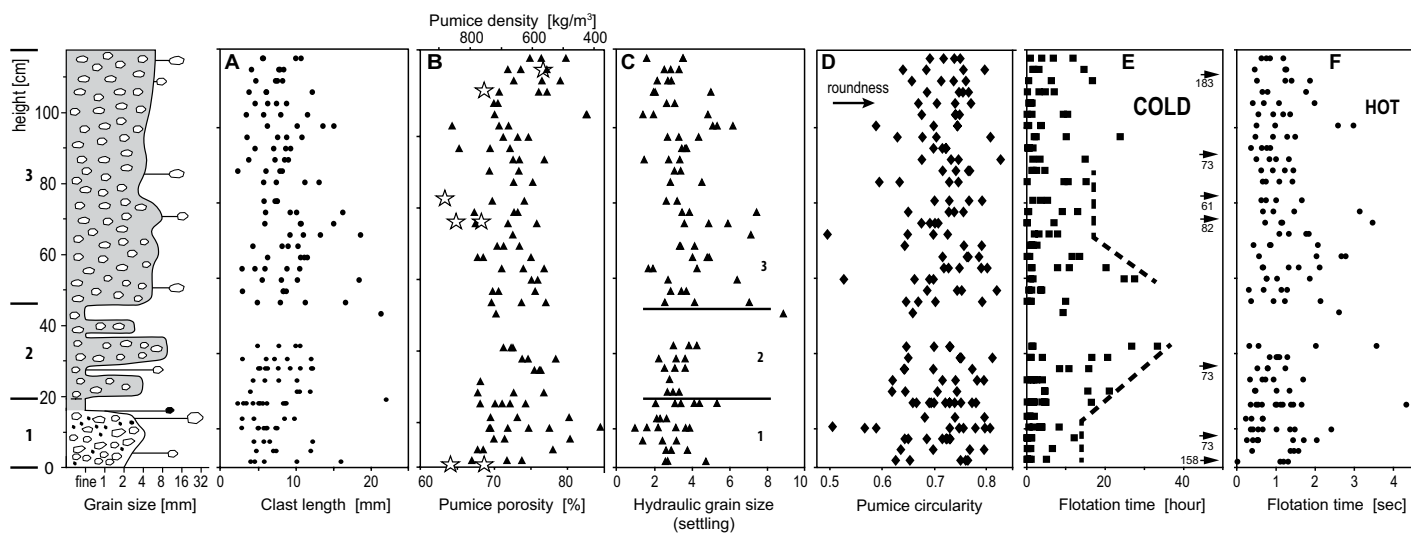 Pumice density [kg/m³]
800 600 400
A B C D E F
roundness
COLD HOT
height [cm]
100
80
60
40
20
0
3
2
1
3
2
1
183
73
61
82
73
73
158
fine 1 2 4 8 16 32
Grain size [mm]
0 10 20
Clast length [mm]
60 70 80
Pumice porosity [%]
0 2 4 6 8 10
Hydraulic grain size
(settling)
0.5 0.6 0.7 0.8
Pumice circularity
0 20 40
Flotation time [hour]
0 1 2 3 4
Flotation time [sec]